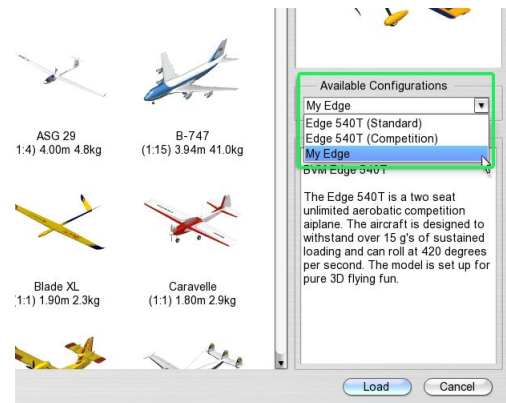 ASG 29
1:4) 4.00m 4.8kg
B-747
(1:15) 3.94m 41.0kg
Blade XL
1:1) 1.90m 2.3kg
Caravelle
(1:1) 1.80m 2.9kg
Available Configurations
My Edge
Edge 540T (Standard)
Edge 540T (Competition)
My Edge
BVM Edge 540T
The Edge 540T is a two seat
unlimited aerobatic competition
aiplane. The aircraft is designed to
withstand over 15 g's of sustained
loading and can roll at 420 degrees
per second. The model is set up for
pure 3D flying fun.
Load
Cancel